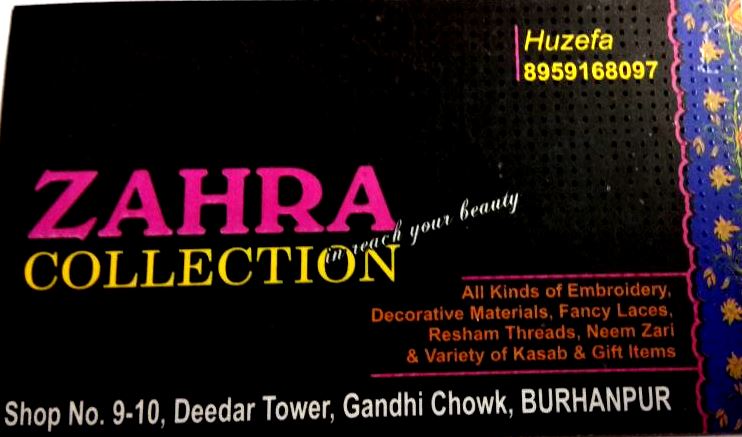 Huzefa
8959168097
ZAHRA
COLLECTION
in reach your beauty
All Kinds of Embroidery,
Decorative Materials, Fancy Laces,
Resham Threads, Neem Zari
& Variety of Kasab & Gift Items
Shop No. 9-10, Deedar Tower, Gandhi Chowk, BURHANPUR